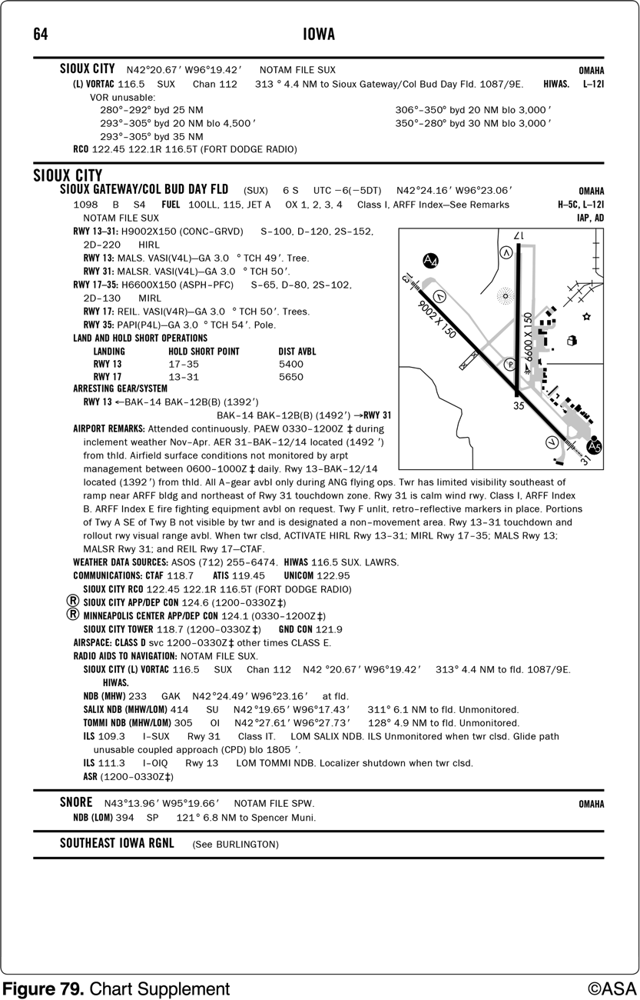 64 IOWA
SIOUX CITY N42°20.67′ W96°19.42′ NOTAM FILE SUX OMAHA
(L) VORTAC 116.5 SUX Chan 112 313 ° 4.4 NM to Sioux Gateway/Col Bud Day Fld. 1087/9E. HIWAS. L–12I
VOR unusable:
280°–292° byd 25 NM 306°–350° byd 20 NM blo 3,000 ′
293°–305° byd 20 NM blo 4,500 ′ 350°–280° byd 30 NM blo 3,000 ′
293°–305° byd 35 NM
RCO 122.45 122.1R 116.5T (FORT DODGE RADIO)
SIOUX CITY
SIOUX GATEWAY/COL BUD DAY FLD (SUX) 6 S UTC −6(−5DT) N42°24.16′ W96°23.06′ OMAHA
1098 B S4 FUEL 100LL, 115, JET A OX 1, 2, 3, 4 Class I, ARFF Index—See Remarks H–5C, L–12I
NOTAM FILE SUX IAP, AD
RWY 13–31: H9002X150 (CONC–GRVD) S–100, D–120, 2S–152,
2D–220 HIRL
RWY 13: MALS. VASI(V4L)—GA 3.0 ° TCH 49′. Tree.
RWY 31: MALSR. VASI(V4L)—GA 3.0 ° TCH 50′.
RWY 17–35: H6600X150 (ASPH–PFC) S–65, D–80, 2S–102,
2D–130 MIRL
RWY 17: REIL. VASI(V4R)—GA 3.0 ° TCH 50′. Trees.
RWY 35: PAPI(P4L)—GA 3.0 ° TCH 54′. Pole.
LAND AND HOLD SHORT OPERATIONS
LANDING HOLD SHORT POINT DIST AVBL
RWY 13 17–35 5400
RWY 17 13–31 5650
ARRESTING GEAR/SYSTEM
RWY 13 ←BAK–14 BAK–12B(B) (1392′)
BAK–14 BAK–12B(B) (1492′) →RWY 31
17
A4
V
13
V
9002 X 150
6600 X 150
P
35
V
A5
31
AIRPORT REMARKS: Attended continuously. PAEW 0330–1200Z ‡ during
inclement weather Nov–Apr. AER 31–BAK–12/14 located (1492 ′)
from thld. Airfield surface conditions not monitored by arpt
management between 0600–1000Z ‡ daily. Rwy 13–BAK–12/14
located (1392′) from thld. All A–gear avbl only during ANG flying ops. Twr has limited visibility southeast of
ramp near ARFF bldg and northeast of Rwy 31 touchdown zone. Rwy 31 is calm wind rwy. Class I, ARFF Index
B. ARFF Index E fire fighting equipment avbl on request. Twy F unlit, retro–reflective markers in place. Portions
of Twy A SE of Twy B not visible by twr and is designated a non–movement area. Rwy 13–31 touchdown and
rollout rwy visual range avbl. When twr clsd, ACTIVATE HIRL Rwy 13–31; MIRL Rwy 17–35; MALS Rwy 13;
MALSR Rwy 31; and REIL Rwy 17—CTAF.
WEATHER DATA SOURCES: ASOS (712) 255–6474. HIWAS 116.5 SUX. LAWRS.
COMMUNICATIONS: CTAF 118.7 ATIS 119.45 UNICOM 122.95
SIOUX CITY RCO 122.45 122.1R 116.5T (FORT DODGE RADIO)
Ⓡ SIOUX CITY APP/DEP CON 124.6 (1200–0330Z‡)
Ⓡ MINNEAPOLIS CENTER APP/DEP CON 124.1 (0330–1200Z‡)
SIOUX CITY TOWER 118.7 (1200–0330Z‡) GND CON 121.9
AIRSPACE: CLASS D svc 1200–0330Z‡ other times CLASS E.
RADIO AIDS TO NAVIGATION: NOTAM FILE SUX.
SIOUX CITY (L) VORTAC 116.5 SUX Chan 112 N42 °20.67′ W96°19.42′ 313° 4.4 NM to fld. 1087/9E.
HIWAS.
NDB (MHW) 233 GAK N42°24.49′ W96°23.16′ at fld.
SALIX NDB (MHW/LOM) 414 SU N42°19.65′ W96°17.43′ 311° 6.1 NM to fld. Unmonitored.
TOMMI NDB (MHW/LOM) 305 OI N42°27.61′ W96°27.73′ 128° 4.9 NM to fld. Unmonitored.
ILS 109.3 I–SUX Rwy 31 Class IT. LOM SALIX NDB. ILS Unmonitored when twr clsd. Glide path
unusable coupled approach (CPD) blo 1805 ′.
ILS 111.3 I–OIQ Rwy 13 LOM TOMMI NDB. Localizer shutdown when twr clsd.
ASR (1200–0330Z‡)
SNORE N43°13.96′ W95°19.66′ NOTAM FILE SPW. OMAHA
NDB (LOM) 394 SP 121° 6.8 NM to Spencer Muni.
SOUTHEAST IOWA RGNL (See BURLINGTON)
Figure 79. Chart Supplement ©ASA